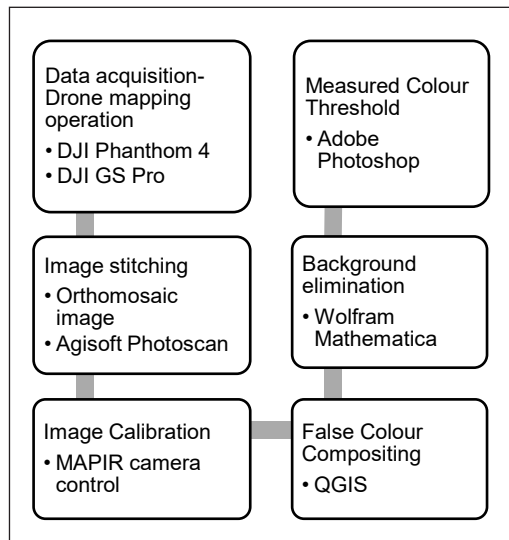 Data acquisition-
Drone mapping
operation
• DJI Phanthom 4
• DJI GS Pro
Image stitching
• Orthomosaic
image
• Agisoft Photoscan
Image Calibration
• MAPIR camera
control
False Colour
Compositing
• QGIS
Background
elimination
• Wolfram
Mathematica
Measured Colour
Threshold
• Adobe
Photoshop